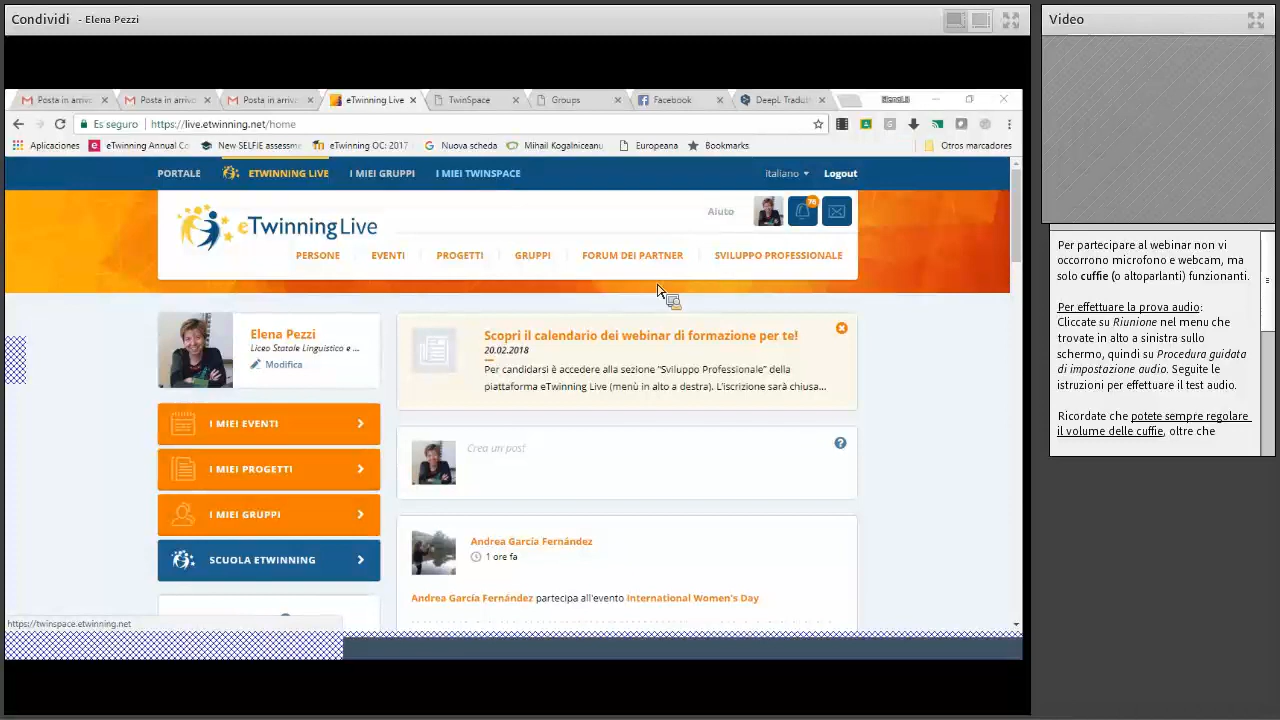 Condividi - Elena Pezzi
Video
Posta in arrivo
Posta in arrivo
Posta in arrivo
eTwinning Live
TwinSpace
Groups
Facebook
DeepL Tradut
Es seguro
https://live.etwinning.net/home
Aplicaciones
eTwinning Annual Co
New SELFIE assessme
eTwinning OC: 2017
Nuova scheda
Mihail Kogalniceanu
Europeana
Bookmarks
Otros marcadores
PORTALE
ETWINNING LIVE
I MIEI GRUPPI
I MIEI TWINSPACE
italiano
Logout
eTwinning Live
Aiuto
76
PERSONE
EVENTI
PROGETTI
GRUPPI
FORUM DEI PARTNER
SVILUPPO PROFESSIONALE
Elena Pezzi
Liceo Statale Linguistico e ...
Modifica
I MIEI EVENTI
I MIEI PROGETTI
I MIEI GRUPPI
SCUOLA ETWINNING
Scopri il calendario dei webinar di formazione per te!
20.02.2018
Per candidarsi è accedere alla sezione "Sviluppo Professionale" della
piattaforma eTwinning Live (menù in alto a destra). L'iscrizione sarà chiusa...
Crea un post
?
Andrea García Fernández
1 ore fa
Andrea García Fernández partecipa all'evento International Women's Day
https://twinspace.etwinning.net
Per partecipare al webinar non vi
occorrono microfono e webcam, ma
solo cuffie (o altoparlanti) funzionanti.
Per effettuare la prova audio:
Cliccate su Riunione nel menu che
trovate in alto a sinistra sullo
schermo, quindi su Procedura guidata
di impostazione audio. Seguite le
istruzioni per effettuare il test audio.
Ricordate che potete sempre regolare
il volume delle cuffie, oltre che